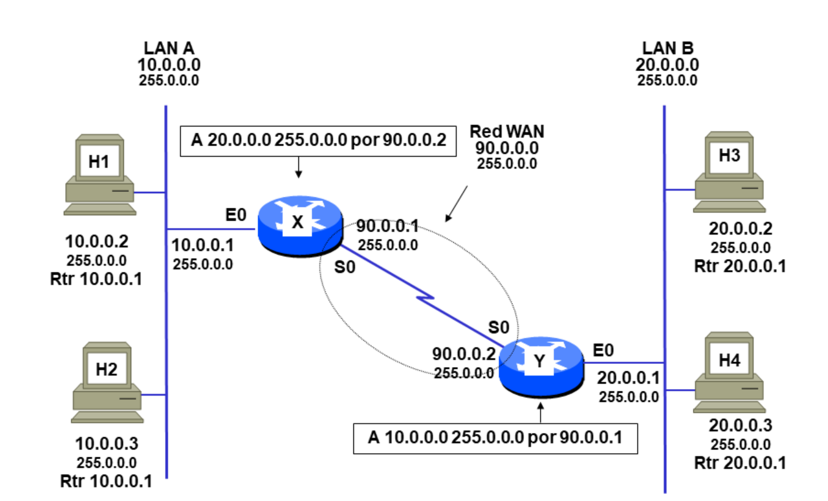 LAN A
10.0.0.0
255.0.0.0
LAN B
20.0.0.0
255.0.0.0
A 20.0.0.0 255.0.0.0 por 90.0.0.2
Red WAN
90.0.0.0
255.0.0.0
H1
10.0.0.2
255.0.0.0
Rtr 10.0.0.1
E0
10.0.0.1
255.0.0.0
X
90.0.0.1
255.0.0.0
S0
H3
20.0.0.2
255.0.0.0
Rtr 20.0.0.1
H2
10.0.0.3
255.0.0.0
Rtr 10.0.0.1
S0
90.0.0.2
255.0.0.0
Y
E0
20.0.0.1
255.0.0.0
H4
20.0.0.3
255.0.0.0
Rtr 20.0.0.1
A 10.0.0.0 255.0.0.0 por 90.0.0.1